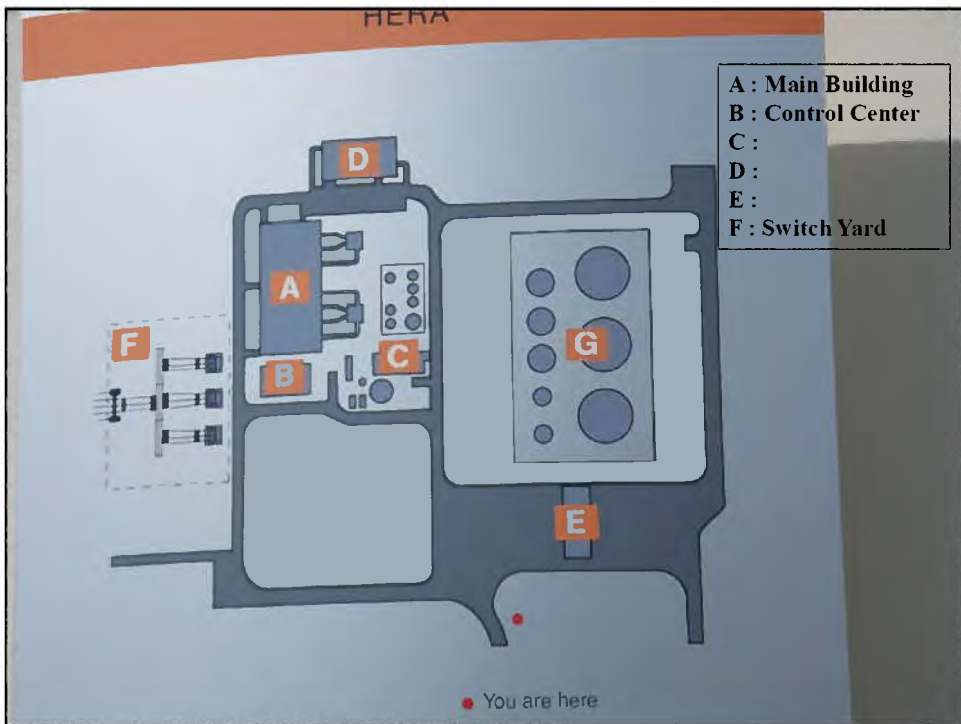 HERA
A : Main Building
B : Control Center
C :
D :
E :
F : Switch Yard
D
A
F
G
C
B
E
You are here